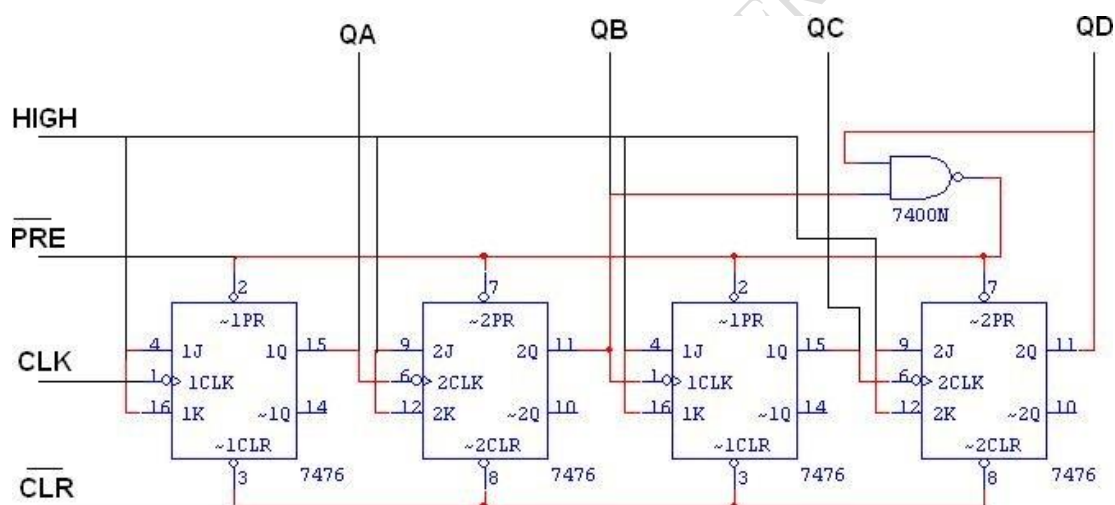 QA QB QC QD
HIGH
7400N
PRE
2 7 2 7
~1PR ~2PR ~1PR ~2PR
4 1J 1Q 15 9 2J 2Q 11 4 1J 1Q 15 9 2J 2Q 11
CLK 1 1CLK 6 2CLK 1 1CLK 6 2CLK
16 1K ~1Q 14 12 2K ~2Q 10 16 1K ~1Q 14 12 2K ~2Q 10
~1CLR ~2CLR ~1CLR ~2CLR
CLR 3 7476 8 7476 3 7476 8 7476